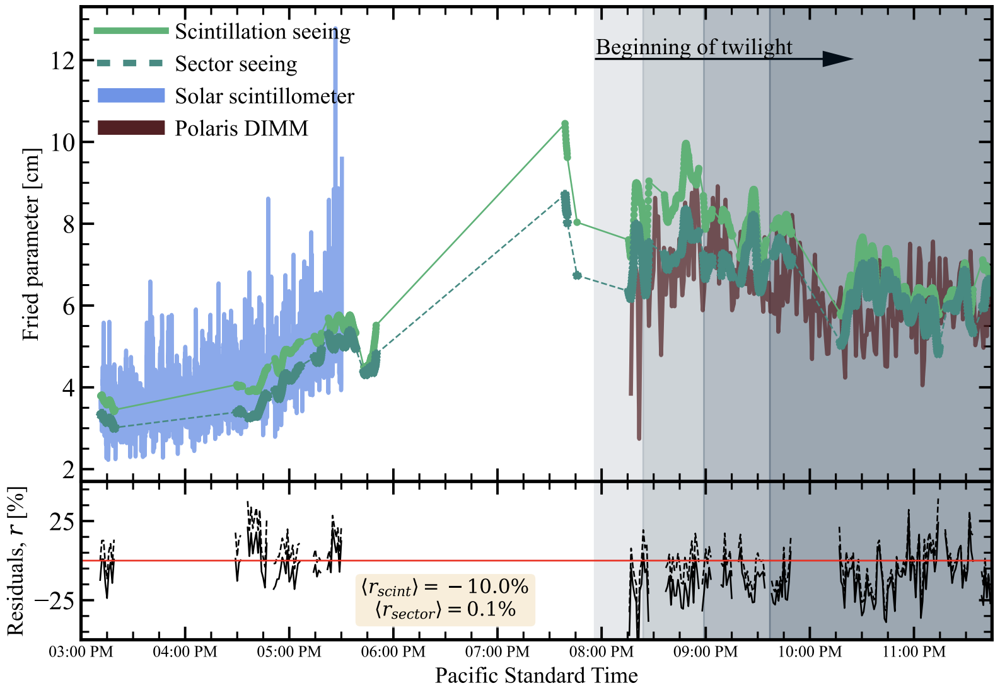 Scintillation seeing
Sector seeing
Solar scintillometer
Polaris DIMM
Beginning of twilight
Fried parameter [cm]
12
10
8
6
4
2
Residuals, r [%]
25
−25
⟨r_scint⟩ = −10.0%
⟨r_sector⟩ = 0.1%
03:00 PM 04:00 PM 05:00 PM 06:00 PM 07:00 PM 08:00 PM 09:00 PM 10:00 PM 11:00 PM
Pacific Standard Time